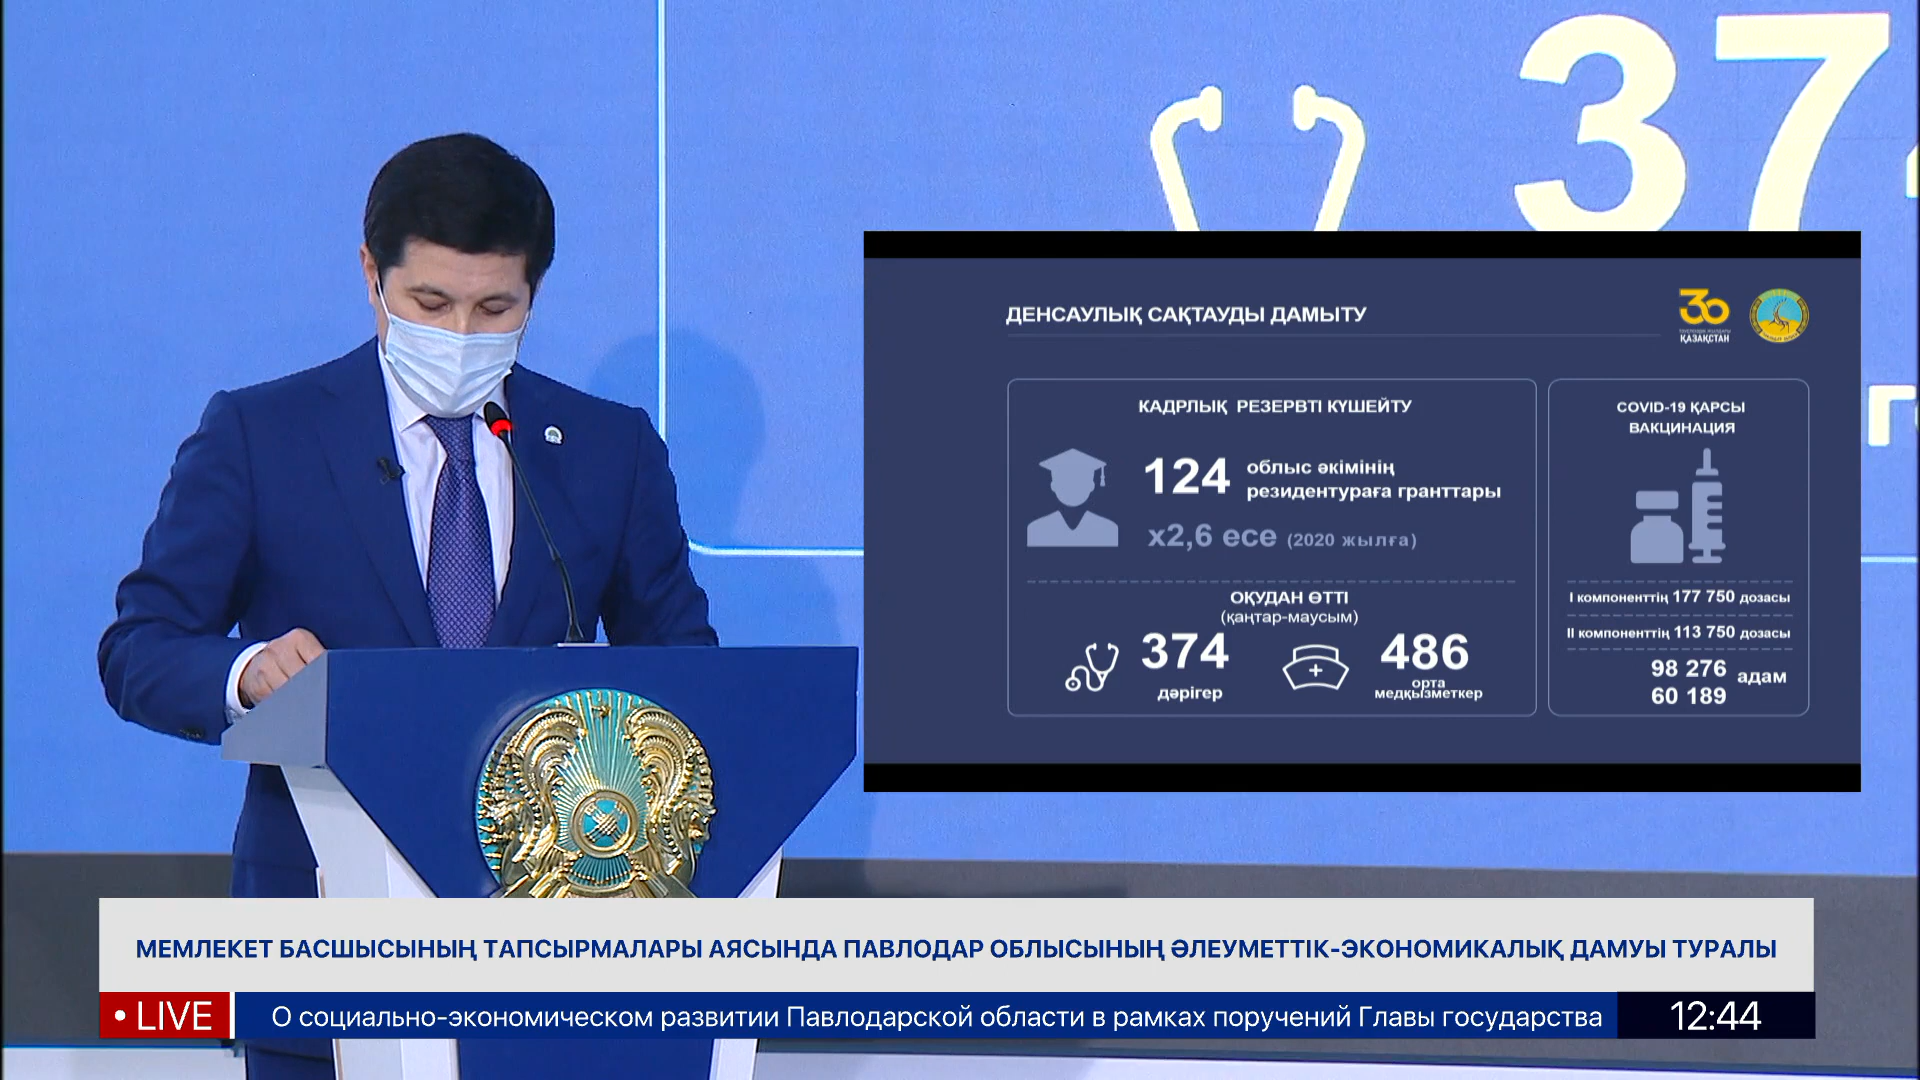 37
ДЕНСАУЛЫҚ САҚТАУДЫ ДАМЫТУ
30
ҚАЗАҚСТАН
КАДРЛЫҚ РЕЗЕРВТІ КҮШЕЙТУ
124 облыс әкімінің
резидентураға гранттары
х2,6 есе (2020 жылға)
ОҚУДАН ӨТТІ
(қаңтар-маусым)
374
дәрігер
486
орта
медқызметкер
COVID-19 ҚАРСЫ
ВАКЦИНАЦИЯ
I компоненттің 177 750 дозасы
II компоненттің 113 750 дозасы
98 276 адам
60 189
МЕМЛЕКЕТ БАСШЫСЫНЫҢ ТАПСЫРМАЛАРЫ АЯСЫНДА ПАВЛОДАР ОБЛЫСЫНЫҢ ӘЛЕУМЕТТІК-ЭКОНОМИКАЛЫҚ ДАМУЫ ТУРАЛЫ
• LIVE О социально-экономическом развитии Павлодарской области в рамках поручений Главы государства 12:44